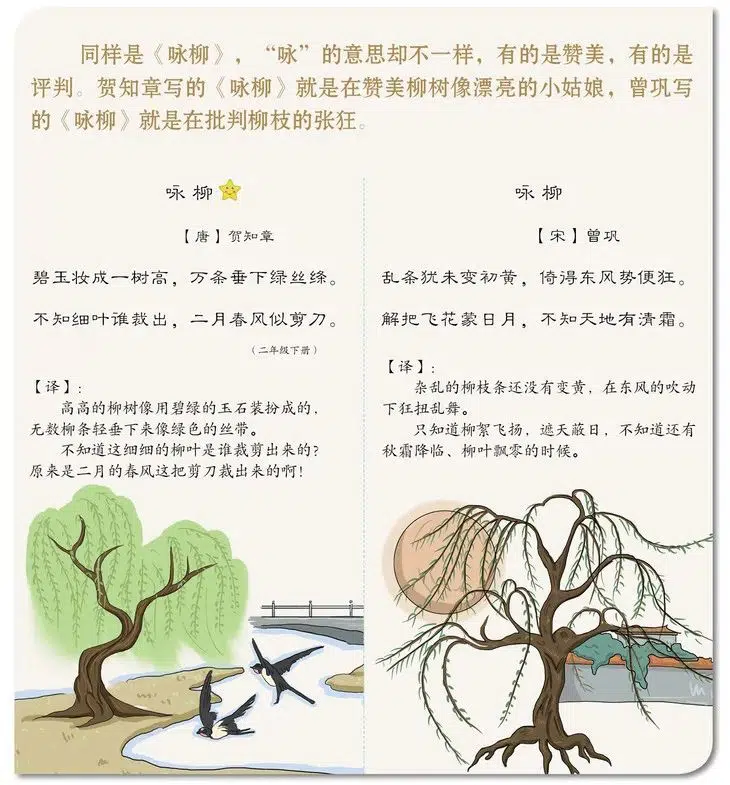 同样是《咏柳》，“咏”的意思却不一样，有的是赞美，有的是
评判。贺知章写的《咏柳》就是在赞美柳树像漂亮的小姑娘，曾巩写
的《咏柳》就是在批判柳枝的张狂。
咏柳
【唐】贺知章
碧玉妆成一树高，万条垂下绿丝绦。
不知细叶谁裁出，二月春风似剪刀。
（二年级下册）
【译】：
高高的柳树像用碧绿的玉石装扮成的，
无数柳条轻垂下来像绿色的丝带。
不知道这细细的柳叶是谁裁剪出来的？
原来是二月的春风这把剪刀裁出来的啊！
咏柳
【宋】曾巩
乱条犹未变初黄，倚得东风势便狂。
解把飞花蒙日月，不知天地有清霜。
【译】：
杂乱的柳枝条还没有变黄，在东风的吹动
下狂扭乱舞。
只知道柳絮飞扬，遮天蔽日，不知道还有
秋霜降临、柳叶飘零的时候。